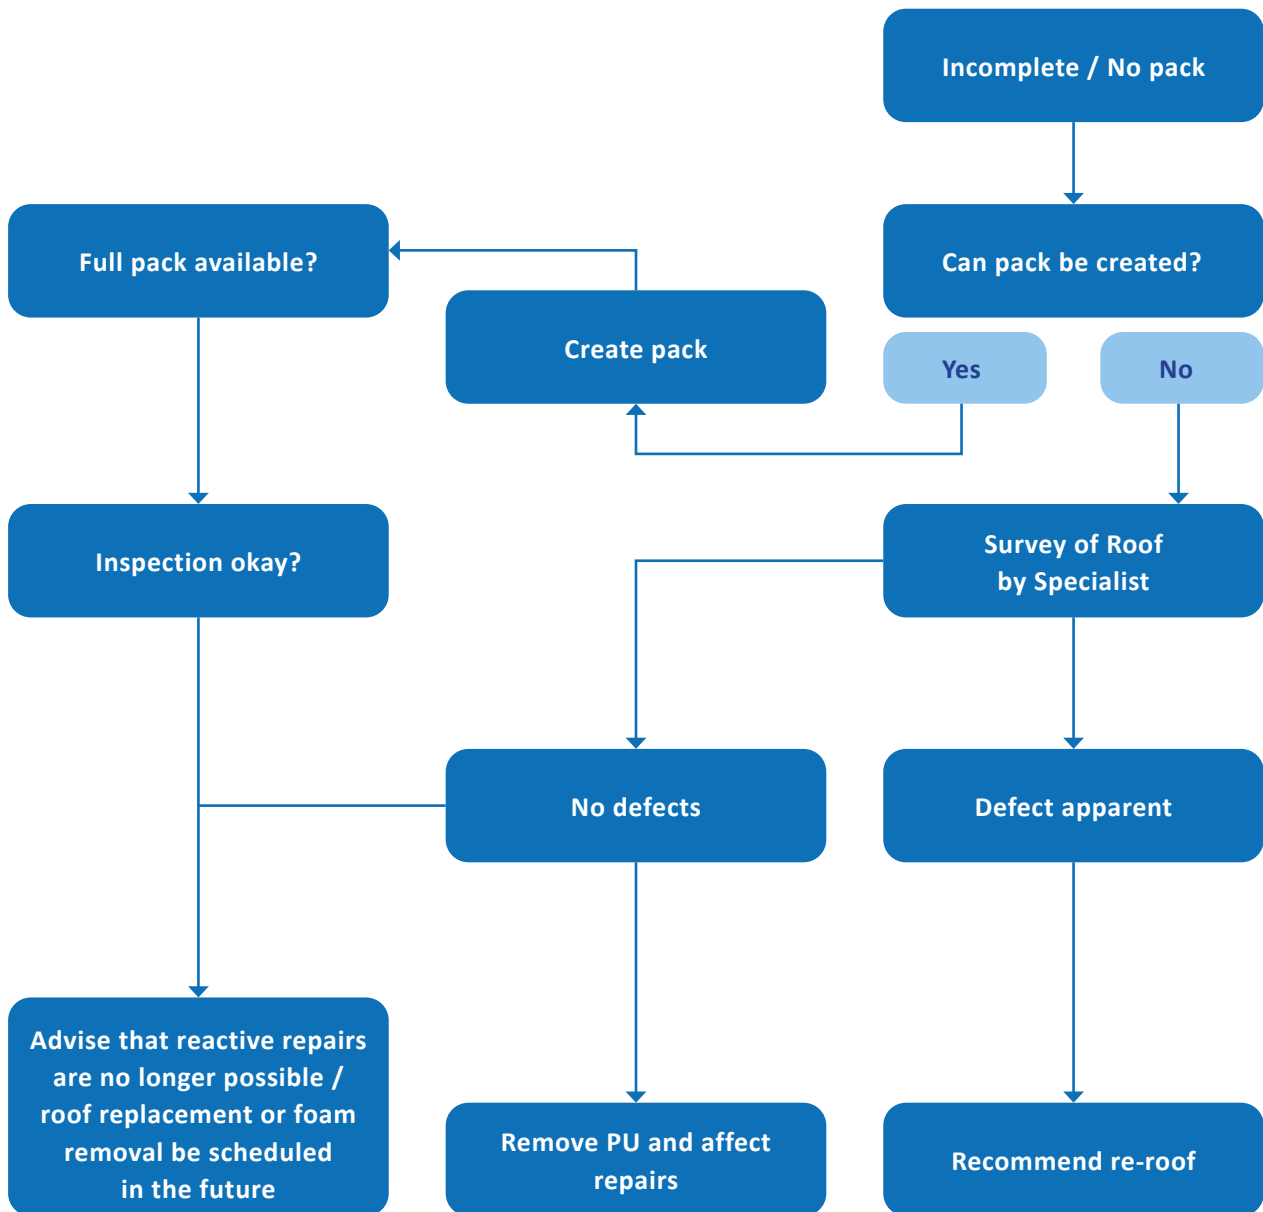 Incomplete / No pack
Full pack available?
Can pack be created?
Create pack
Yes
No
Inspection okay?
Survey of Roof
by Specialist
No defects
Defect apparent
Advise that reactive repairs
are no longer possible /
roof replacement or foam
removal be scheduled
in the future
Remove PU and affect
repairs
Recommend re-roof